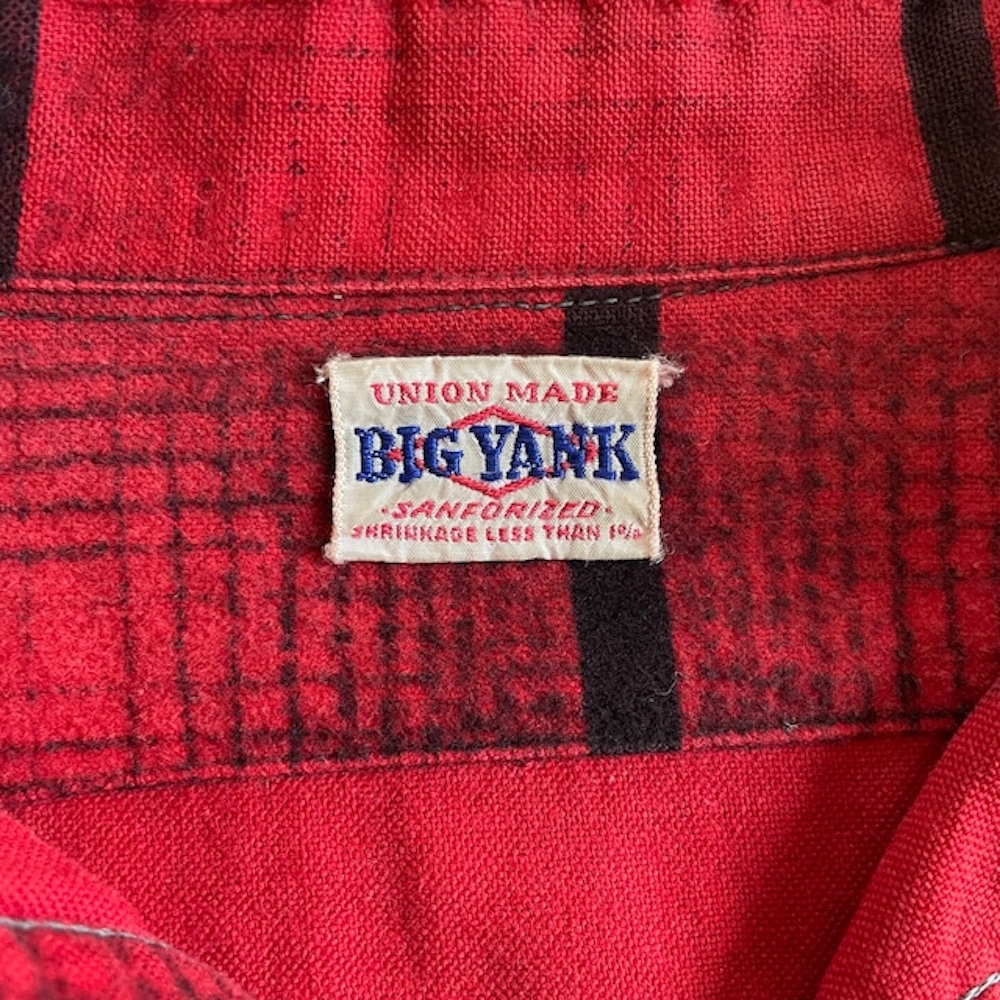 UNION MADE
BIG YANK
·SANFORIZED·
SHRINKAGE LESS THAN 1%